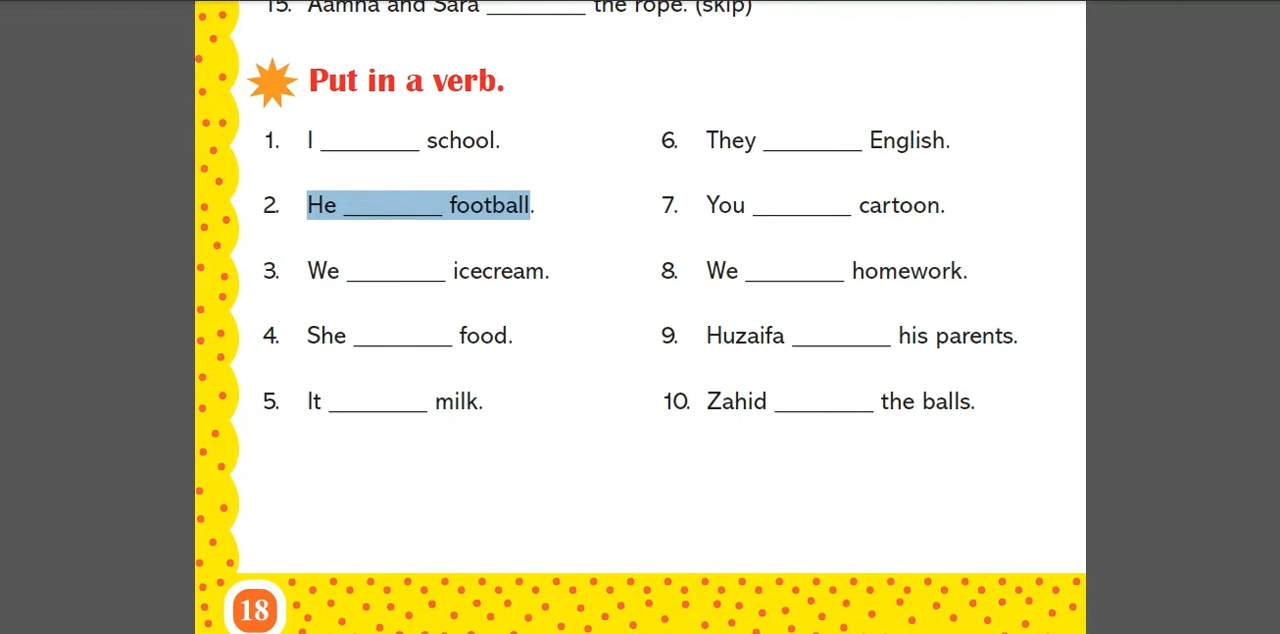 15. Aamna and Sara ________ the rope. (skip)
Put in a verb.
1. I ________ school.
2. He ________ football.
3. We ________ icecream.
4. She ________ food.
5. It ________ milk.
6. They ________ English.
7. You ________ cartoon.
8. We ________ homework.
9. Huzaifa ________ his parents.
10. Zahid ________ the balls.
18